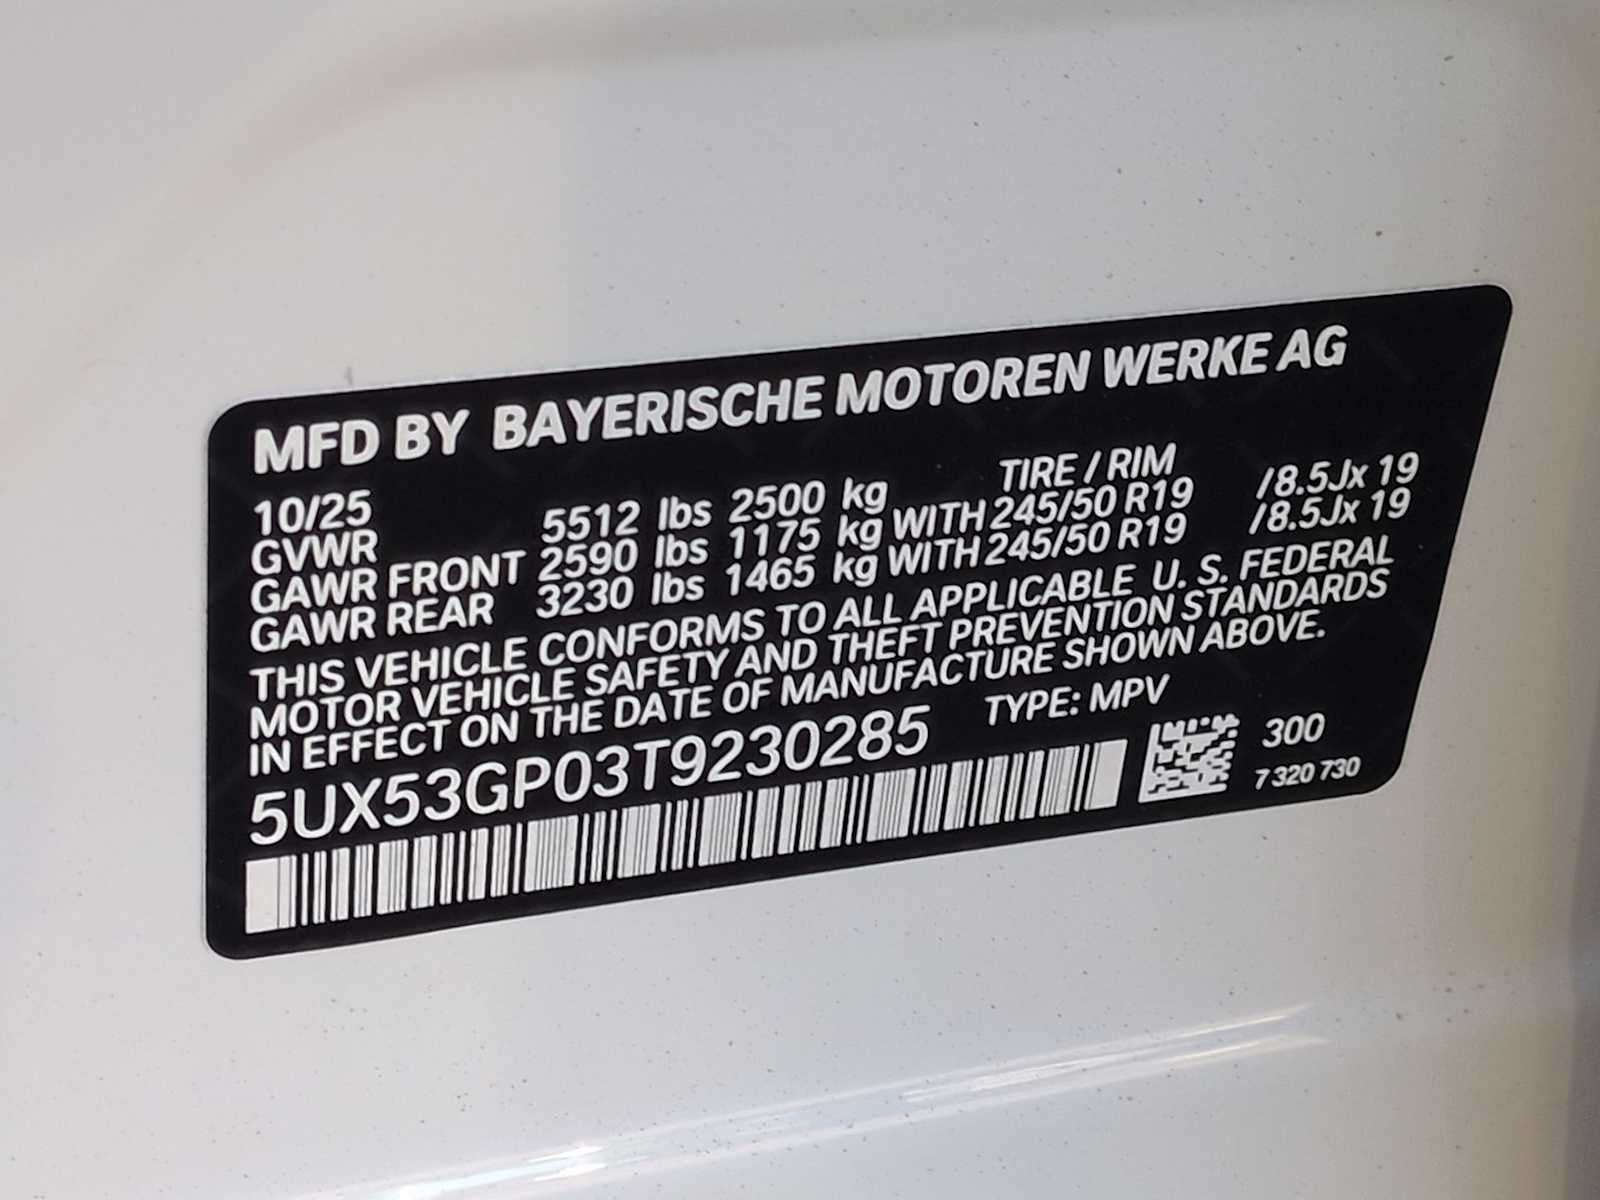 MFD BY BAYERISCHE MOTOREN WERKE AG
10/25 TIRE / RIM
GVWR 5512 lbs 2500 kg
GAWR FRONT 2590 lbs 1175 kg WITH 245/50 R19 /8.5Jx 19
GAWR REAR 3230 lbs 1465 kg WITH 245/50 R19 /8.5Jx 19
THIS VEHICLE CONFORMS TO ALL APPLICABLE U. S. FEDERAL
MOTOR VEHICLE SAFETY AND THEFT PREVENTION STANDARDS
IN EFFECT ON THE DATE OF MANUFACTURE SHOWN ABOVE.
5UX53GP03T9230285 TYPE: MPV
300
7 320 730